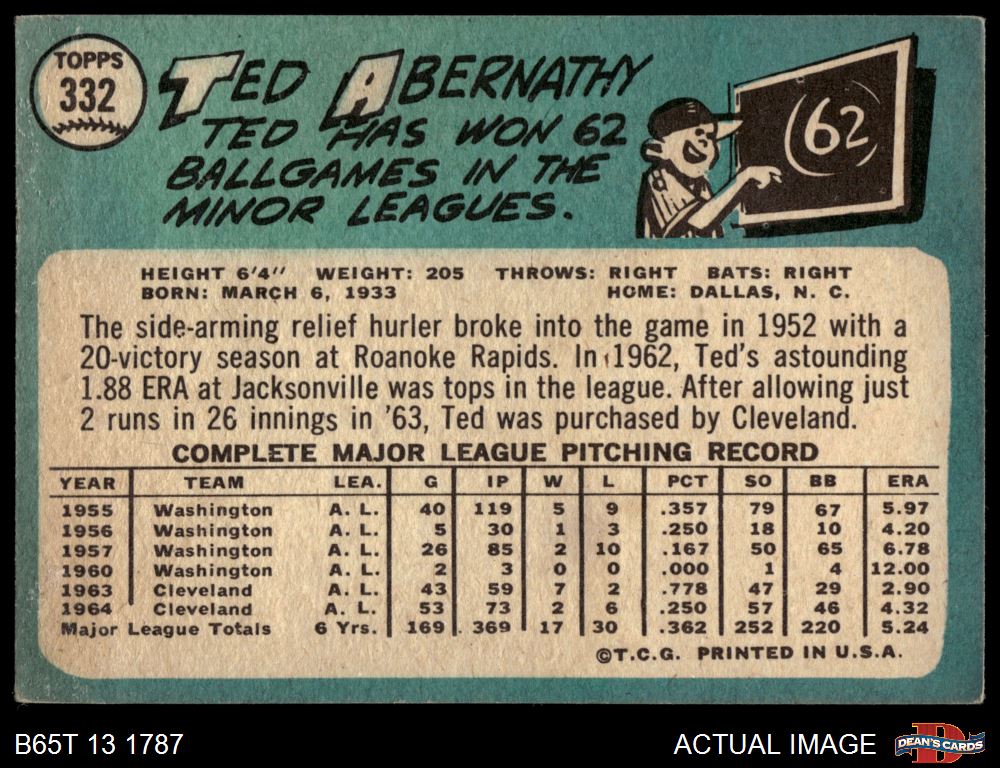 TOPPS
332
TED ABERNATHY
TED HAS WON 62
BALLGAMES IN THE
MINOR LEAGUES.
(62)
HEIGHT 6'4" WEIGHT: 205 THROWS: RIGHT BATS: RIGHT
BORN: MARCH 6, 1933 HOME: DALLAS, N. C.
The side-arming relief hurler broke into the game in 1952 with a
20-victory season at Roanoke Rapids. In 1962, Ted's astounding
1.88 ERA at Jacksonville was tops in the league. After allowing just
2 runs in 26 innings in '63, Ted was purchased by Cleveland.
COMPLETE MAJOR LEAGUE PITCHING RECORD
YEAR TEAM LEA. G IP W L PCT SO BB ERA
1955 Washington A. L. 40 119 5 9 .357 79 67 5.97
1956 Washington A. L. 5 30 1 3 .250 18 10 4.20
1957 Washington A. L. 26 85 2 10 .167 50 65 6.78
1960 Washington A. L. 2 3 0 0 .000 1 4 12.00
1963 Cleveland A. L. 43 59 7 2 .778 47 29 2.90
1964 Cleveland A. L. 53 73 2 6 .250 57 46 4.32
Major League Totals 6 Yrs. 169 369 17 30 .362 252 220 5.24
©T.C.G. PRINTED IN U.S.A.
B65T 13 1787 ACTUAL IMAGE DEAN'S CARDS